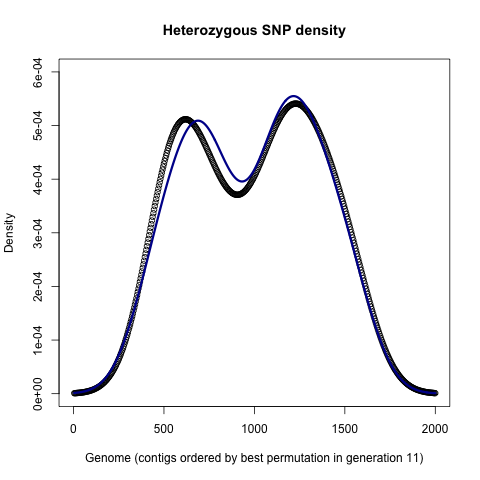 Heterozygous SNP density
6e-04
5e-04
4e-04
3e-04
2e-04
1e-04
0e+00
Density
0 500 1000 1500 2000
Genome (contigs ordered by best permutation in generation 11)